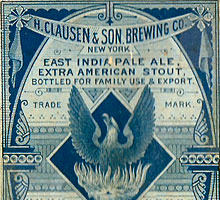 H. CLAUSEN & SON BREWING CO.
NEW YORK.
EAST INDIA PALE ALE,
EXTRA AMERICAN STOUT,
BOTTLED FOR FAMILY USE & EXPORT.
TRADE MARK.